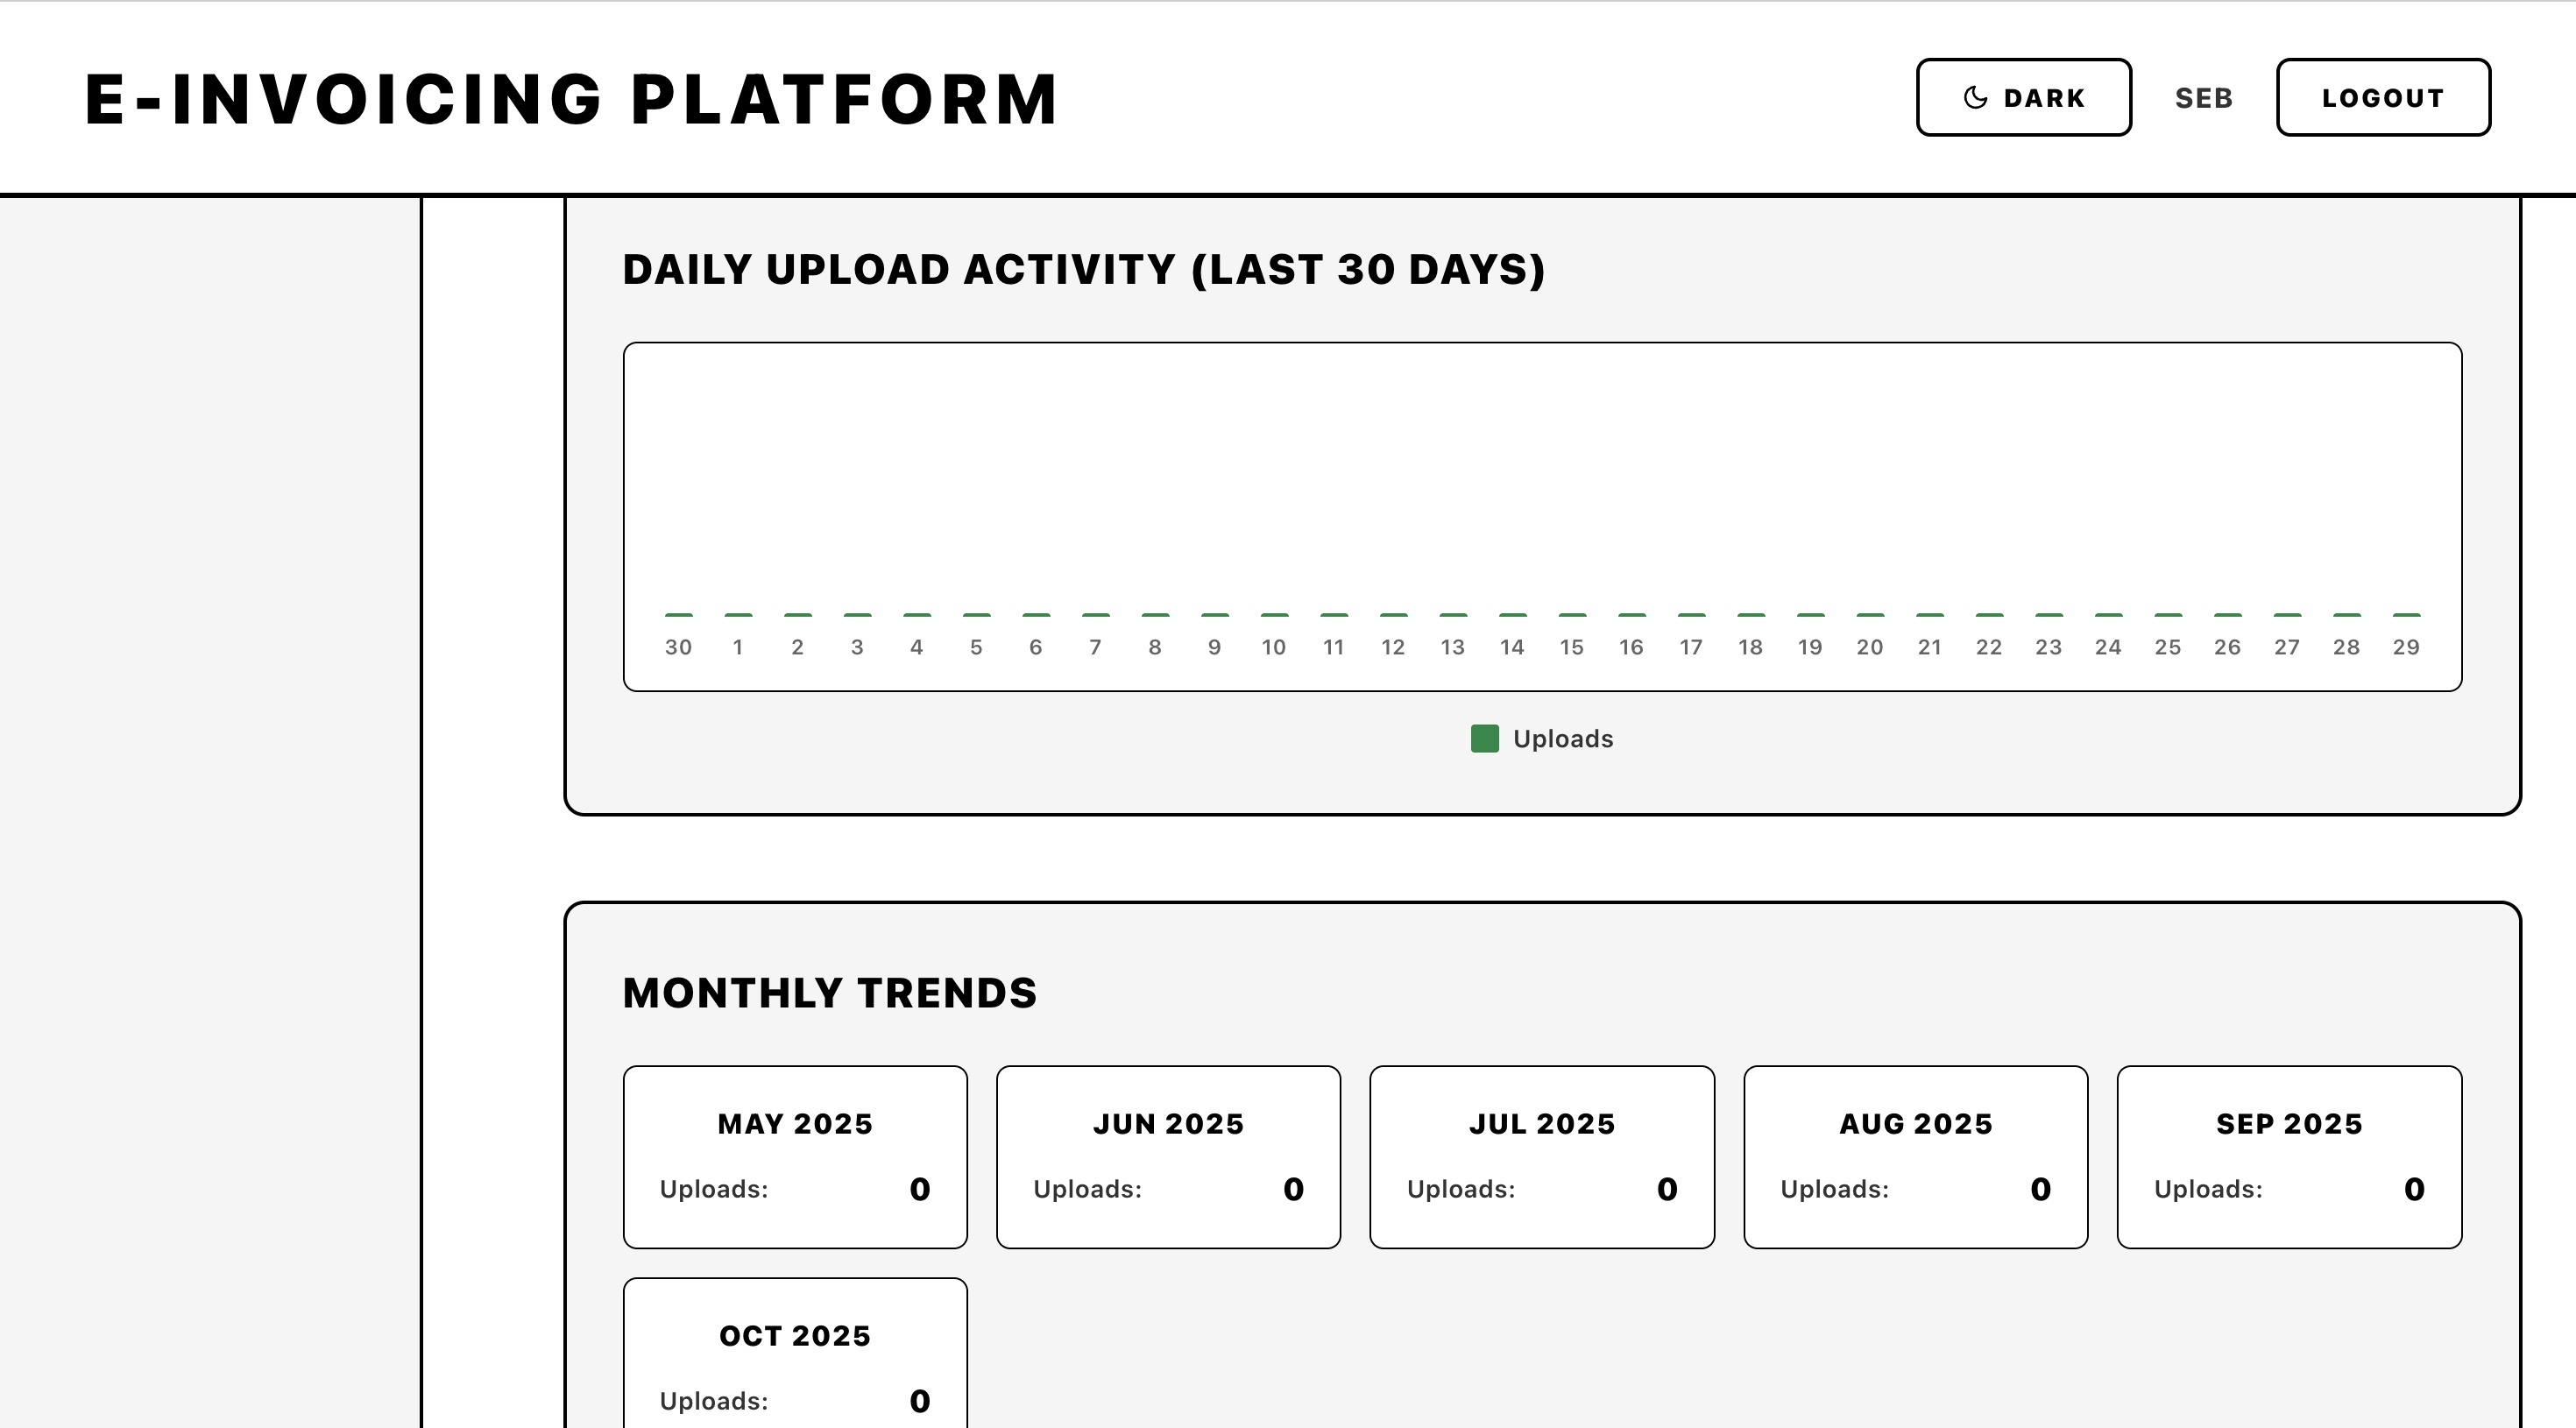 E-INVOICING PLATFORM
DARK
SEB
LOGOUT
DAILY UPLOAD ACTIVITY (LAST 30 DAYS)
30 1 2 3 4 5 6 7 8 9 10 11 12 13 14 15 16 17 18 19 20 21 22 23 24 25 26 27 28 29
Uploads
MONTHLY TRENDS
MAY 2025
Uploads: 0
JUN 2025
Uploads: 0
JUL 2025
Uploads: 0
AUG 2025
Uploads: 0
SEP 2025
Uploads: 0
OCT 2025
Uploads: 0